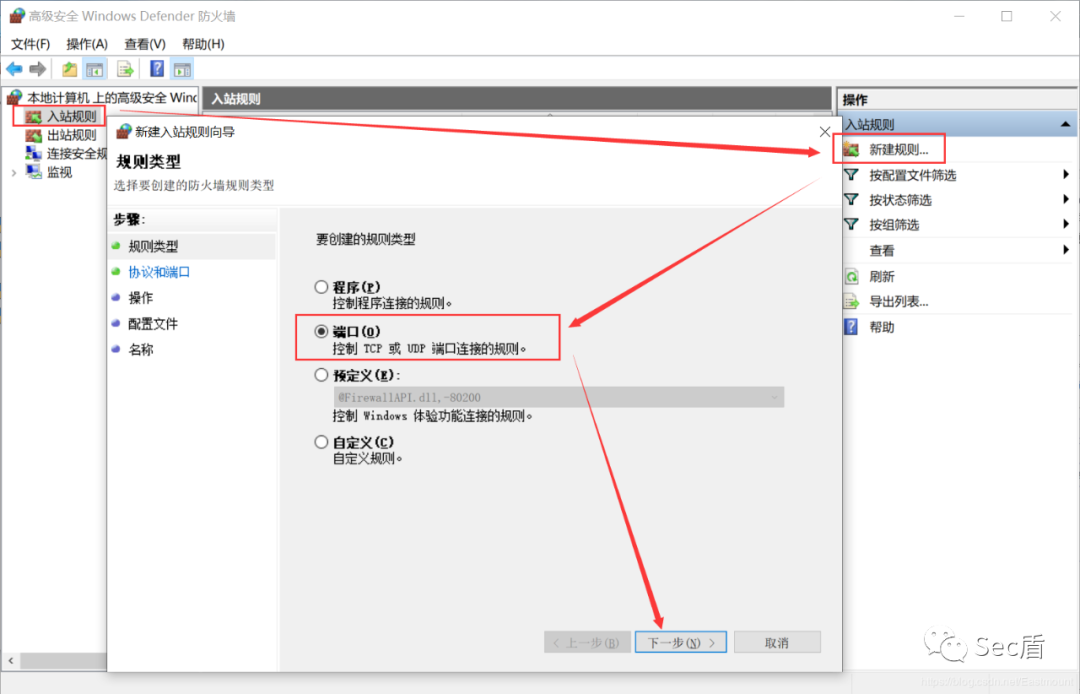 高级安全 Windows Defender 防火墙
文件(F) 操作(A) 查看(V) 帮助(H)
本地计算机 上的高级安全 Wind
入站规则
出站规则
连接安全规
监视
入站规则
新建入站规则向导
规则类型
选择要创建的防火墙规则类型
步骤:
规则类型
协议和端口
操作
配置文件
名称
要创建的规则类型
程序(P)
控制程序连接的规则。
端口(O)
控制 TCP 或 UDP 端口连接的规则。
预定义(E):
@FirewallAPI.dll,-80200
控制 Windows 体验功能连接的规则。
自定义(C)
自定义规则。
< 上一步(B) 下一步(N) > 取消
操作
入站规则
新建规则...
按配置文件筛选
按状态筛选
按组筛选
查看
刷新
导出列表...
帮助
Sec盾
https://blog.csdn.net/Eastmount